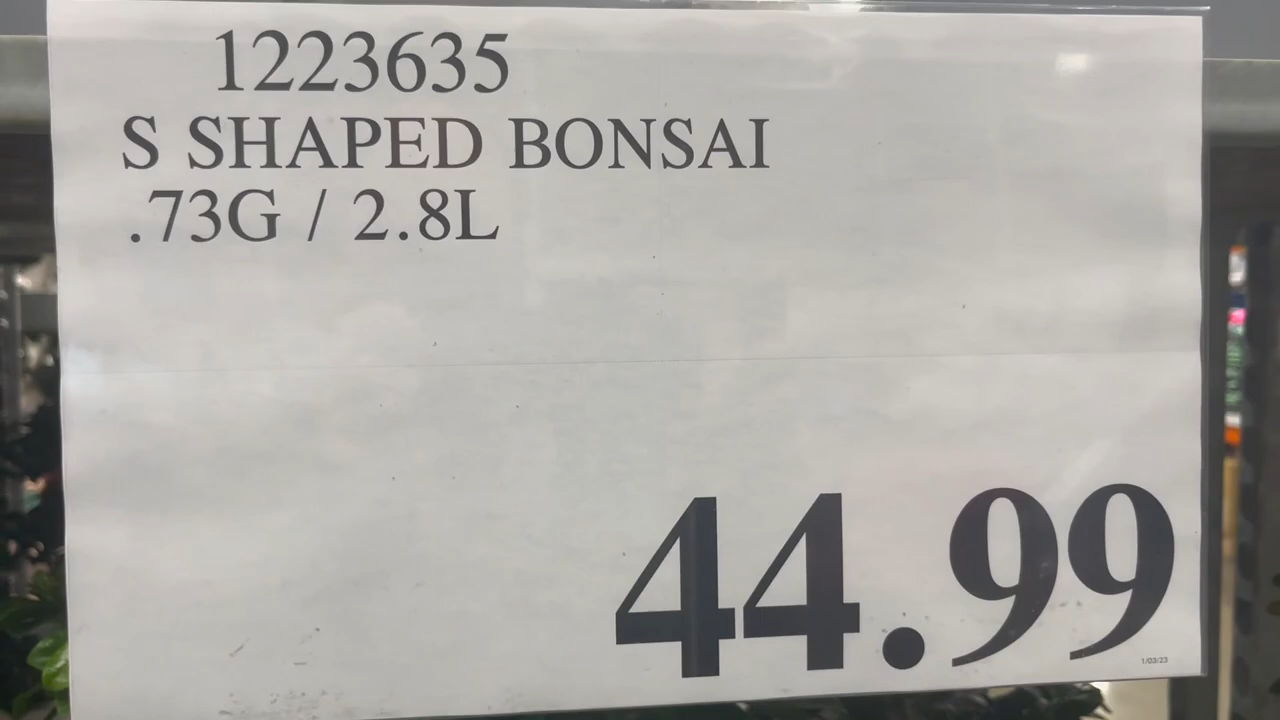 1223635
S SHAPED BONSAI
.73G / 2.8L
44.99
1/03/23